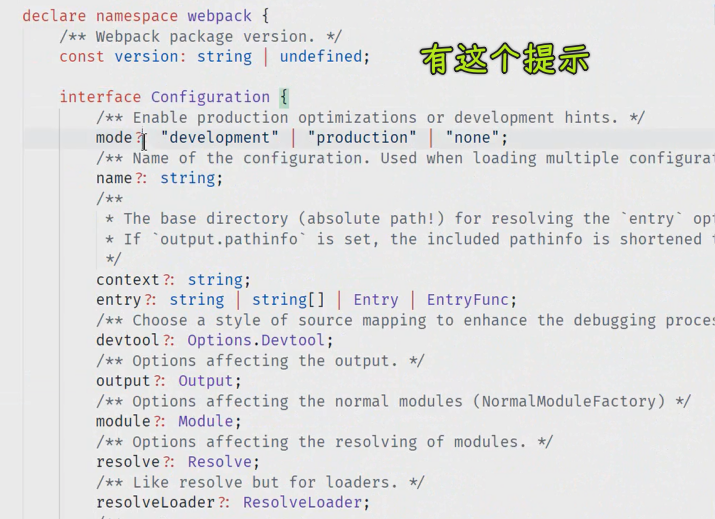 declare namespace webpack {
/** Webpack package version. */
const version: string | undefined;
有这个提示
interface Configuration {
/** Enable production optimizations or development hints. */
mode?: "development" | "production" | "none";
/** Name of the configuration. Used when loading multiple configurat
name?: string;
/**
* The base directory (absolute path!) for resolving the `entry` opt
* If `output.pathinfo` is set, the included pathinfo is shortened t
*/
context?: string;
entry?: string | string[] | Entry | EntryFunc;
/** Choose a style of source mapping to enhance the debugging proces
devtool?: Options.Devtool;
/** Options affecting the output. */
output?: Output;
/** Options affecting the normal modules (NormalModuleFactory) */
module?: Module;
/** Options affecting the resolving of modules. */
resolve?: Resolve;
/** Like resolve but for loaders. */
resolveLoader?: ResolveLoader;